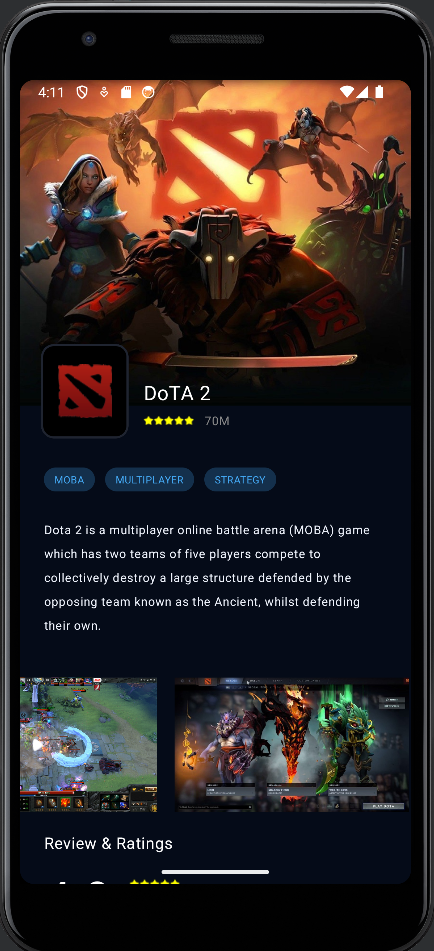 4:11
DoTA 2
70M
MOBA MULTIPLAYER STRATEGY
Dota 2 is a multiplayer online battle arena (MOBA) game
which has two teams of five players compete to
collectively destroy a large structure defended by the
opposing team known as the Ancient, whilst defending
their own.
Review & Ratings